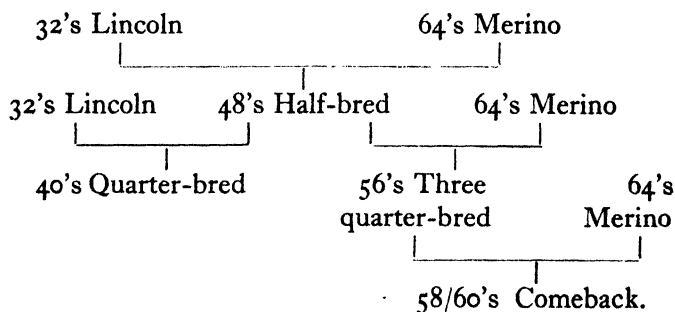 32's Lincoln 64's Merino
32's Lincoln 48's Half-bred 64's Merino
40's Quarter-bred 56's Three 64's
quarter-bred Merino
58/60's Comeback.